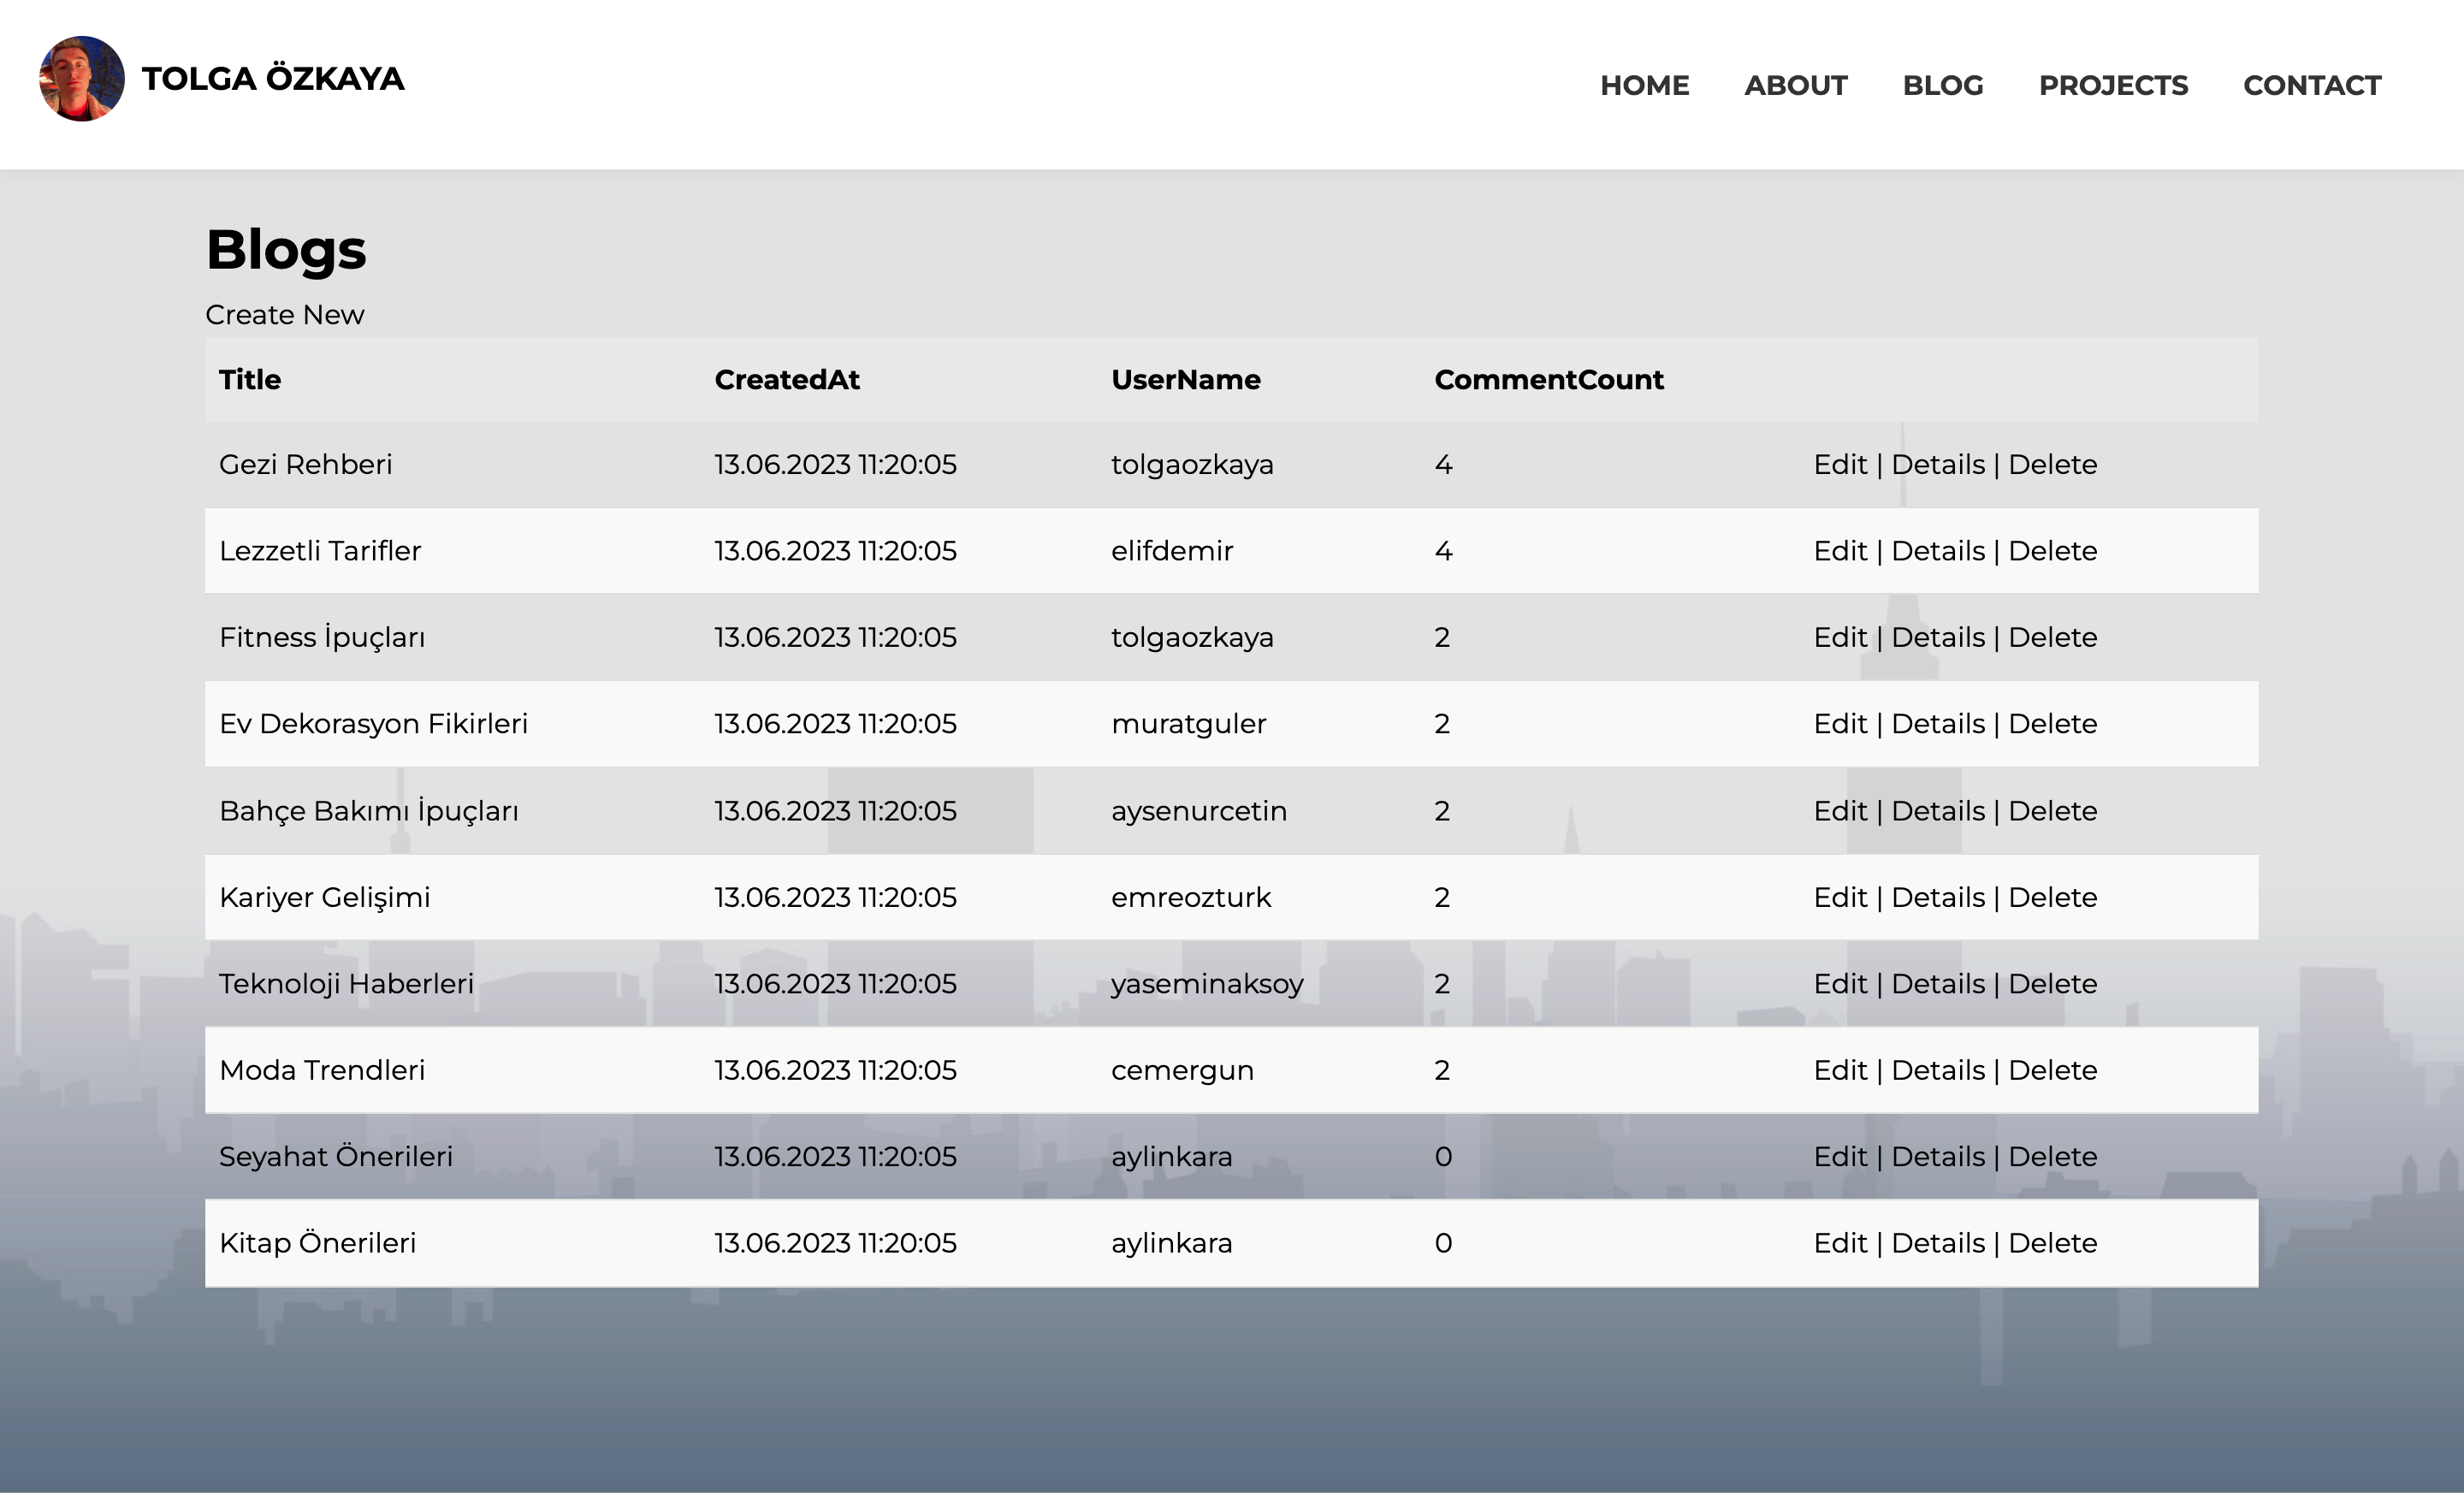 TOLGA ÖZKAYA
HOME ABOUT BLOG PROJECTS CONTACT
Blogs
Create New
Title CreatedAt UserName CommentCount
Gezi Rehberi 13.06.2023 11:20:05 tolgaozkaya 4 Edit | Details | Delete
Lezzetli Tarifler 13.06.2023 11:20:05 elifdemir 4 Edit | Details | Delete
Fitness İpuçları 13.06.2023 11:20:05 tolgaozkaya 2 Edit | Details | Delete
Ev Dekorasyon Fikirleri 13.06.2023 11:20:05 muratguler 2 Edit | Details | Delete
Bahçe Bakımı İpuçları 13.06.2023 11:20:05 aysenurcetin 2 Edit | Details | Delete
Kariyer Gelişimi 13.06.2023 11:20:05 emreozturk 2 Edit | Details | Delete
Teknoloji Haberleri 13.06.2023 11:20:05 yaseminaksoy 2 Edit | Details | Delete
Moda Trendleri 13.06.2023 11:20:05 cemergun 2 Edit | Details | Delete
Seyahat Önerileri 13.06.2023 11:20:05 aylinkara 0 Edit | Details | Delete
Kitap Önerileri 13.06.2023 11:20:05 aylinkara 0 Edit | Details | Delete